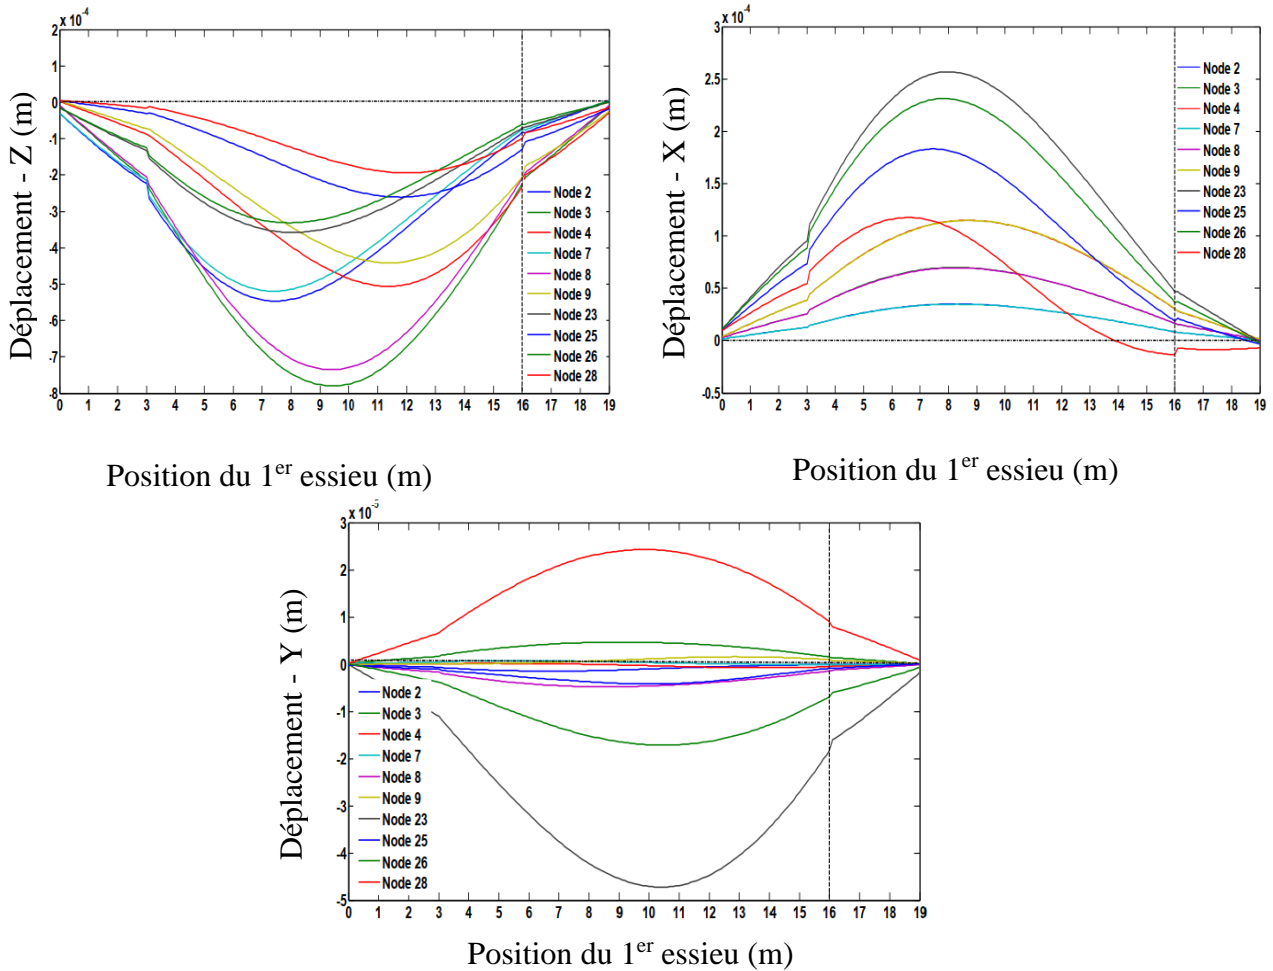 2 x 10⁻⁴
1
0
-1
-2
-3
-4
-5
-6
-7
-8
Déplacement - Z (m)
Node 2
Node 3
Node 4
Node 7
Node 8
Node 9
Node 23
Node 25
Node 26
Node 28
0 1 2 3 4 5 6 7 8 9 10 11 12 13 14 15 16 17 18 19
Position du 1er essieu (m)
3 x 10⁻⁴
2.5
2
1.5
1
0.5
0
-0.5
Déplacement - X (m)
Node 2
Node 3
Node 4
Node 7
Node 8
Node 9
Node 23
Node 25
Node 26
Node 28
0 1 2 3 4 5 6 7 8 9 10 11 12 13 14 15 16 17 18 19
Position du 1er essieu (m)
3 x 10⁻⁵
2
1
0
-1
-2
-3
-4
-5
Déplacement - Y (m)
Node 2
Node 3
Node 4
Node 7
Node 8
Node 9
Node 23
Node 25
Node 26
Node 28
0 1 2 3 4 5 6 7 8 9 10 11 12 13 14 15 16 17 18 19
Position du 1er essieu (m)